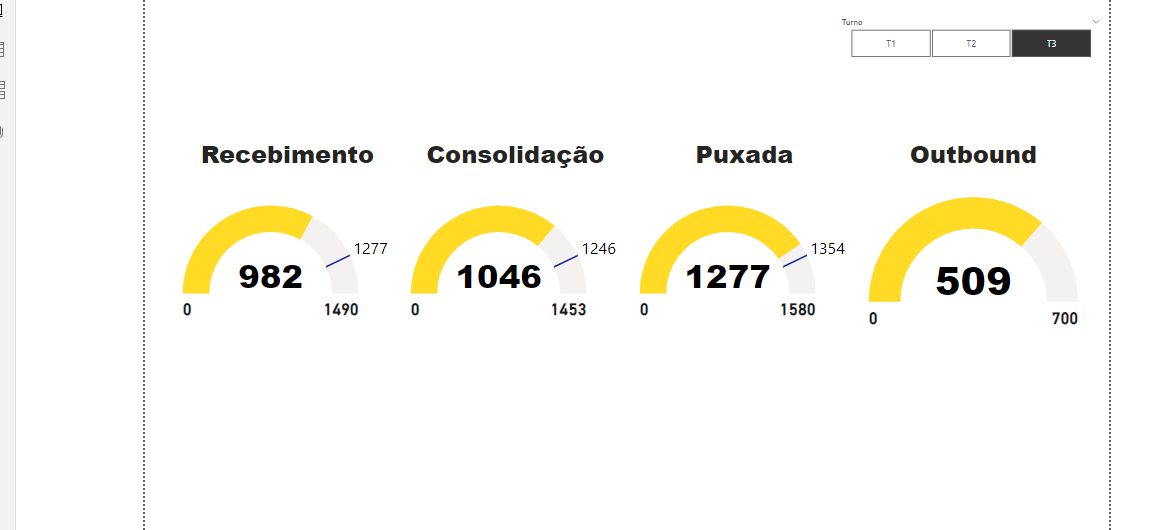 Turno
T1 T2 T3
Recebimento Consolidação Puxada Outbound
1277 1246 1354
982 1046 1277 509
0 1490 0 1453 0 1580 0 700